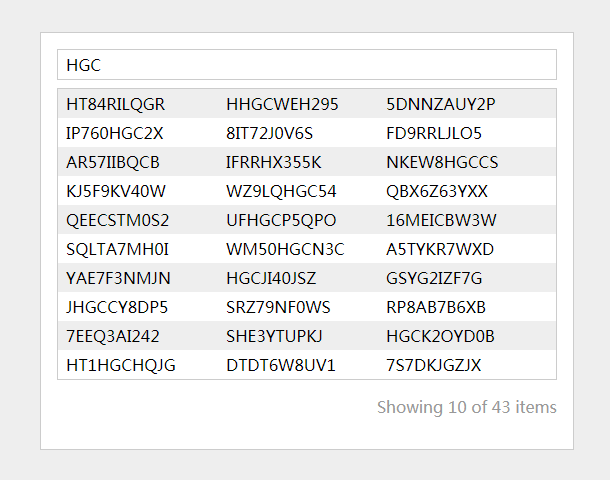 HGC
HT84RILQGR HHGCWEH295 5DNNZAUY2P
IP760HGC2X 8IT72J0V6S FD9RRLJLO5
AR57IIBQCB IFRRHX355K NKEW8HGCCS
KJ5F9KV40W WZ9LQHGC54 QBX6Z63YXX
QEECSTM0S2 UFHGCP5QPO 16MEICBW3W
SQLTA7MH0I WM50HGCN3C A5TYKR7WXD
YAE7F3NMJN HGCJI40JSZ GSYG2IZF7G
JHGCCY8DP5 SRZ79NF0WS RP8AB7B6XB
7EEQ3AI242 SHE3YTUPKJ HGCK2OYD0B
HT1HGCHQJG DTDT6W8UV1 7S7DKJGZJX
Showing 10 of 43 items